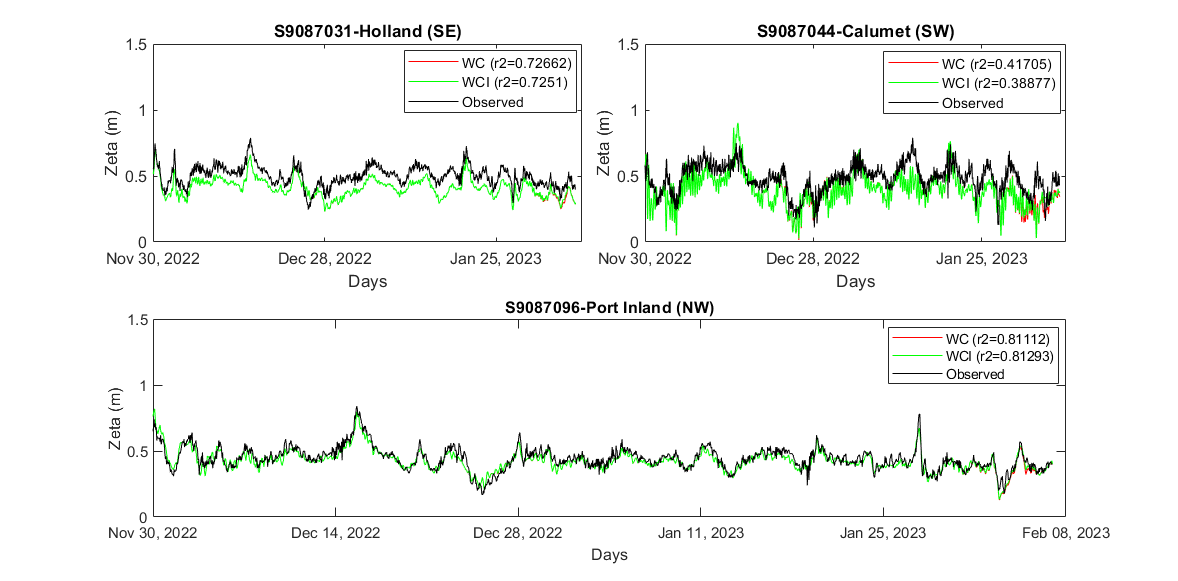 S9087031-Holland (SE)
1.5
1
0.5
0
Zeta (m)
WC (r2=0.72662)
WCI (r2=0.7251)
Observed
Nov 30, 2022
Dec 28, 2022
Jan 25, 2023
Days
S9087044-Calumet (SW)
1.5
1
0.5
0
Zeta (m)
WC (r2=0.41705)
WCI (r2=0.38877)
Observed
Nov 30, 2022
Dec 28, 2022
Jan 25, 2023
Days
S9087096-Port Inland (NW)
1.5
1
0.5
0
Zeta (m)
WC (r2=0.81112)
WCI (r2=0.81293)
Observed
Nov 30, 2022
Dec 14, 2022
Dec 28, 2022
Jan 11, 2023
Jan 25, 2023
Feb 08, 2023
Days